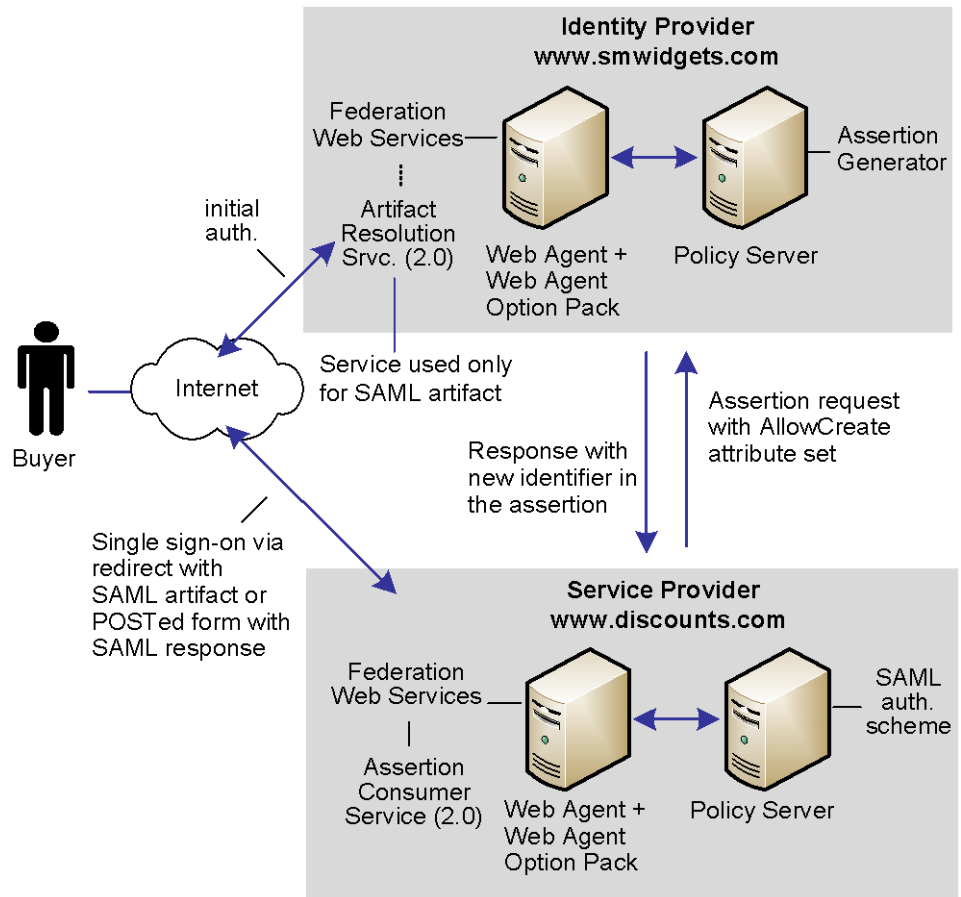 Identity Provider
www.smwidgets.com
Federation
Web Services
Assertion
Generator
initial
auth.
Artifact
Resolution
Srvc. (2.0)
Web Agent +
Web Agent
Option Pack
Policy Server
Internet
Buyer
Service used only
for SAML artifact
Assertion request
with AllowCreate
attribute set
Response with
new identifier in
the assertion
Single sign-on via
redirect with
SAML artifact or
POSTed form with
SAML response
Service Provider
www.discounts.com
Federation
Web Services
SAML
auth.
scheme
Assertion
Consumer
Service (2.0)
Web Agent +
Web Agent
Option Pack
Policy Server